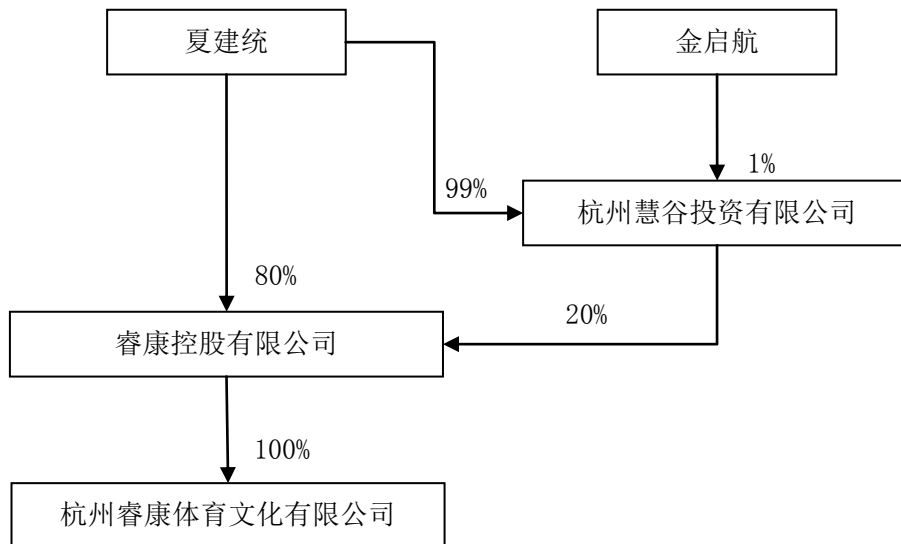 夏建统
金启航
1%
99%
杭州慧谷投资有限公司
80%
20%
睿康控股有限公司
100%
杭州睿康体育文化有限公司